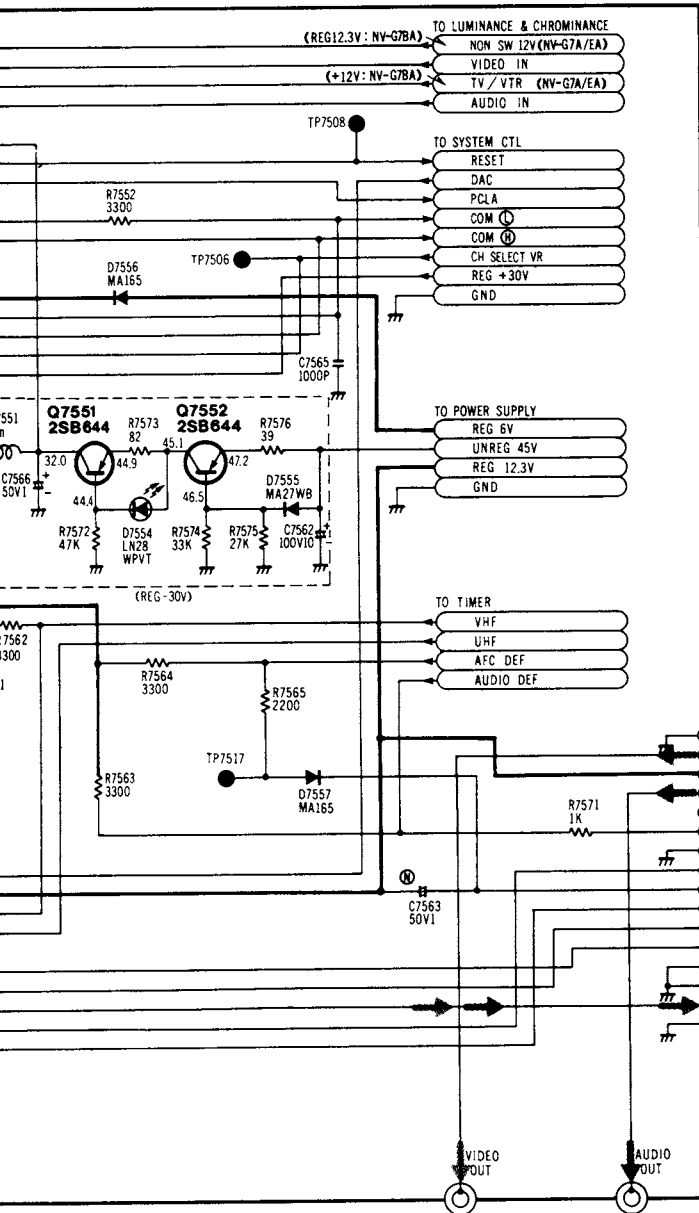 TO LUMINANCE & CHROMINANCE
(REG12.3V: NV-G7BA)
NON SW 12V(NV-G7A/EA)
VIDEO IN
(+12V: NV-G7BA)
TV/VTR (NV-G7A/EA)
AUDIO IN
TP7508
TO SYSTEM CTL
RESET
DAC
PCLA
R7552
3300
COM Ⓛ
COM Ⓗ
TP7506
CH SELECT VR
D7556
MA165
REG +30V
GND
C7565
1000P
TO POWER SUPPLY
REG 6V
UNREG 45V
REG 12.3V
GND
Q7551
2SB644
R7573
82
Q7552
2SB644
R7576
39
32.0
44.9
45.1
47.2
C7566
50V1
44.4
46.5
D7555
MA27WB
R7572
47K
D7554
LN28
WPVT
R7574
33K
R7575
27K
C7562
100V10
(REG-30V)
TO TIMER
VHF
UHF
AFC DEF
AUDIO DEF
R7564
3300
R7565
2200
TP7517
R7563
3300
D7557
MA165
R7571
1K
Ⓝ
C7563
50V1
VIDEO
OUT
AUDIO
OUT